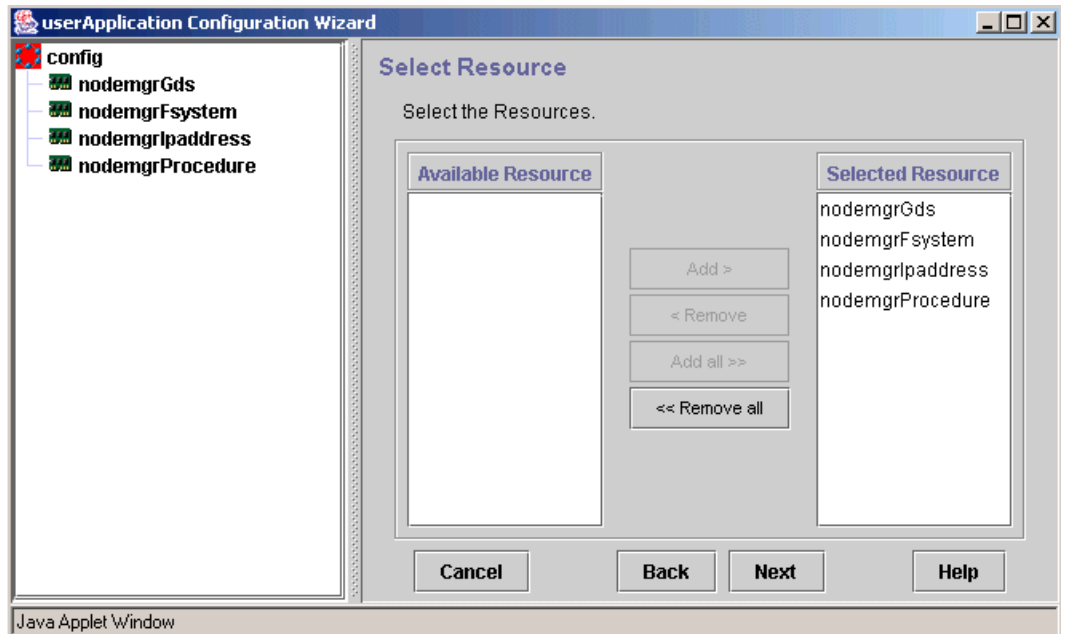 userApplication Configuration Wizard
config
nodemgrGds
nodemgrFsystem
nodemgrIpaddress
nodemgrProcedure
Select Resource
Select the Resources.
Available Resource
Selected Resource
nodemgrGds
nodemgrFsystem
nodemgrIpaddress
nodemgrProcedure
Add >
< Remove
Add all >>
<< Remove all
Cancel
Back
Next
Help
Java Applet Window